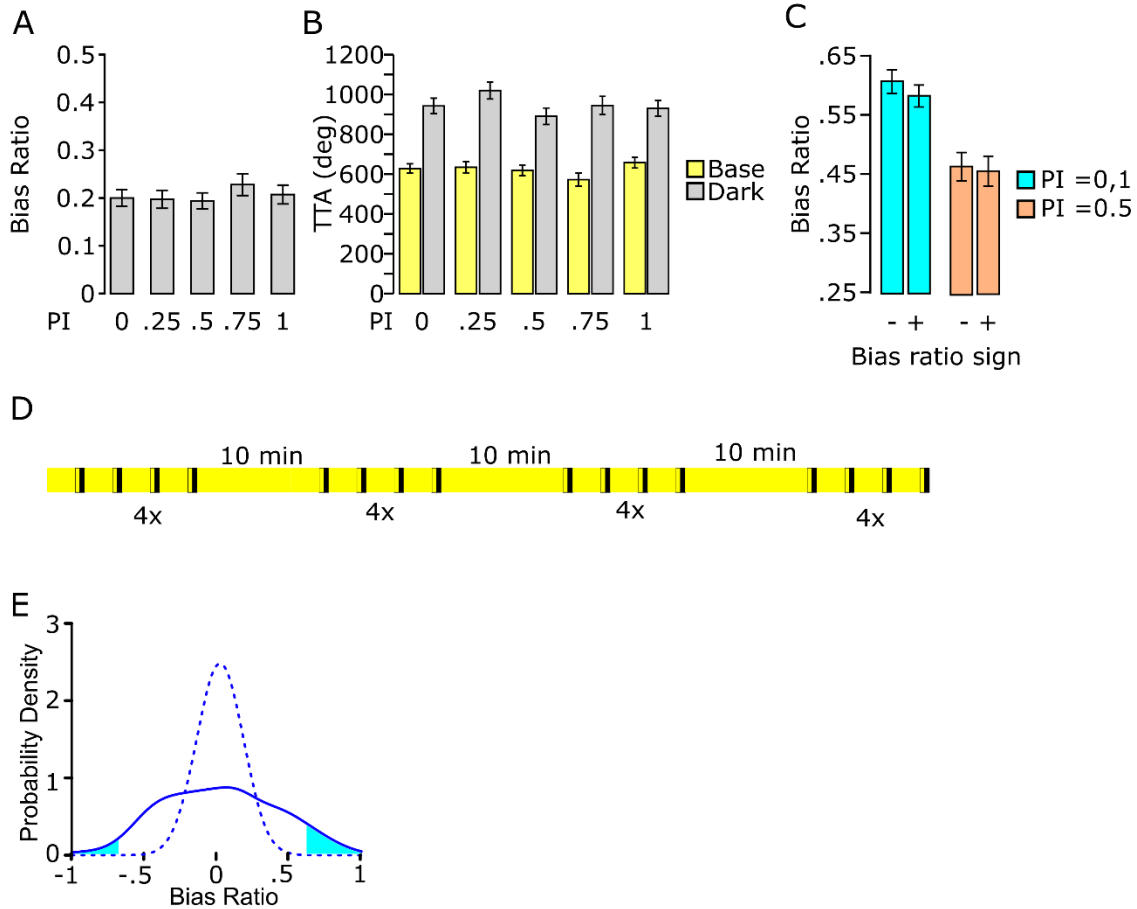 A
Bias Ratio
0.5
0.4
0.3
0.2
0.1
0
PI 0 .25 .5 .75 1
B
TTA (deg)
1200
1000
800
600
400
200
0
PI 0 .25 .5 .75 1
Base
Dark
C
Bias Ratio
.65
.55
.45
.35
.25
- + - +
Bias ratio sign
PI =0,1
PI =0.5
D
10 min 10 min 10 min
4x 4x 4x 4x
E
Probability Density
3
2
1
0
-1 -.5 0 .5 1
Bias Ratio